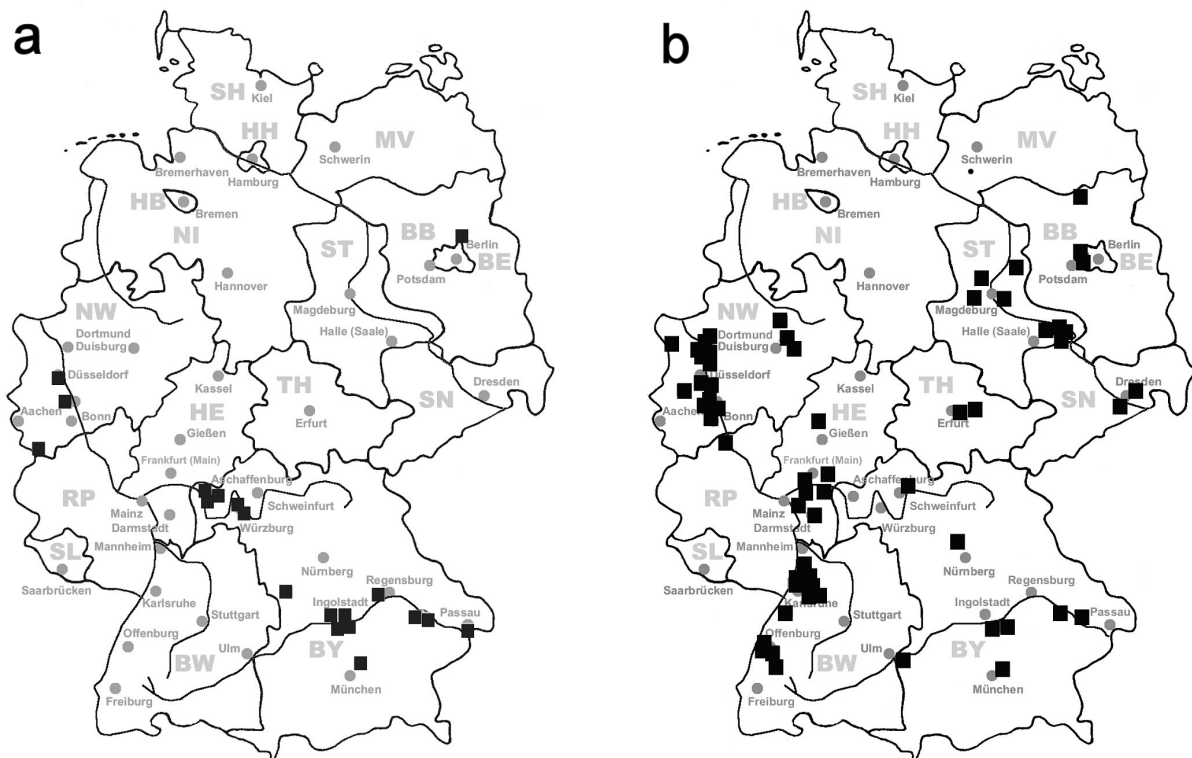 a
SH
Kiel
HH
MV
Schwerin
Bremerhaven
Hamburg
HB
Bremen
NI
ST
BB
Berlin
BE
Potsdam
Hannover
Magdeburg
NW
Dortmund
Duisburg
Halle (Saale)
Düsseldorf
Kassel
TH
Dresden
SN
Aachen
Bonn
HE
Erfurt
Gießen
Frankfurt (Main)
Aschaffenburg
RP
Mainz
Schweinfurt
Darmstadt
Würzburg
Mannheim
SL
Saarbrücken
Nürnberg
Regensburg
Karlsruhe
Ingolstadt
Passau
Stuttgart
Offenburg
Ulm
BW
BY
München
Freiburg
b
SH
Kiel
HH
MV
Schwerin
Bremerhaven
Hamburg
HB
Bremen
NI
ST
BB
Berlin
BE
Potsdam
Hannover
Magdeburg
NW
Dortmund
Duisburg
Halle (Saale)
Düsseldorf
Kassel
TH
Dresden
SN
Aachen
Bonn
HE
Erfurt
Gießen
Frankfurt (Main)
Aschaffenburg
RP
Mainz
Schweinfurt
Darmstadt
Würzburg
Mannheim
SL
Saarbrücken
Nürnberg
Regensburg
Karlsruhe
Ingolstadt
Passau
Stuttgart
Offenburg
Ulm
BW
BY
München
Freiburg